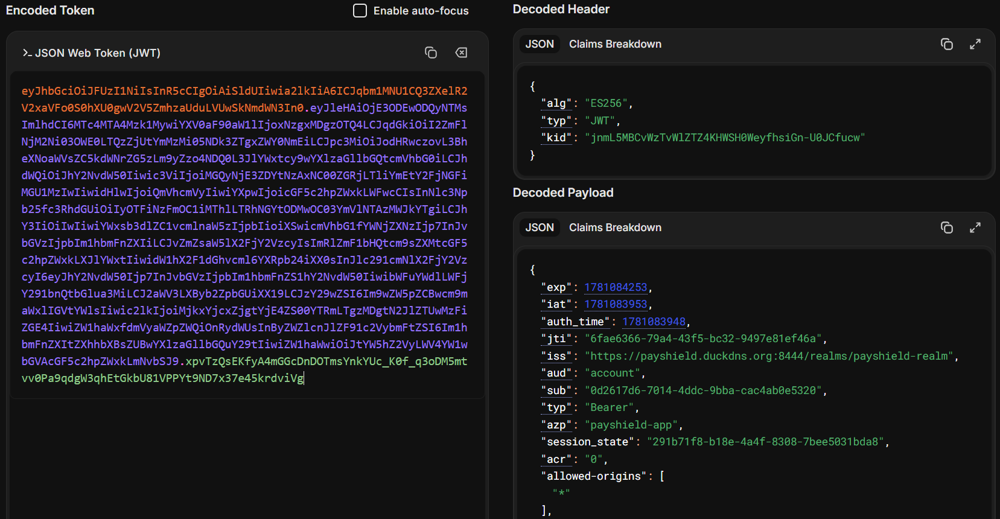 Encoded Token
Enable auto-focus
JSON Web Token (JWT)
eyJhbGciOiJFUzI1NiIsInR5cCIgOiAiSldUIiwia2lkIiA6ICJqbm1MNU1CQ3ZXelR2
V2xaVFo0S0hXU0gwV2V5ZmhzaUduLVUwSkNmdWN3In0.eyJleHAiOjE3ODEwODQyNTMs
ImlhdCI6MTc4MTA4Mzk1MywiYXV0aF90aW1lIjoxNzgxMDgzOTQ4LCJqdGkiOiI2ZmFl
NjM2Ni03OWE0LTQzZjUtYmMzMi05NDk3ZTgxZWY0NmEiLCJpc3MiOiJodHRwczovL3Bh
eXNoaWVsZC5kdWNrZG5zLm9yZzo4NDQ0L3JlYWxtcy9wYXlzaGllbGQtcmVhbG0iLCJh
dWQiOiJhY2NvdW50Iiwic3ViIjoiMGQyNjE3ZDYtNzAxNC00ZGRjLTliYmEtY2FjNGFi
MGU1MzIwIiwidHlwIjoiQmVhcmVyIiwiYXpwIjoicGF5c2hpZWxkLWFwcCIsInNlc3Np
b25fc3RhdGUiOiIyOTFiNzFmOC1iMThlLTRhNGYtODMwOC03YmVlNTAzMWJkYTgiLCJh
Y3IiOiIwIiwiYWxsb3dlZC1vcmlnaW5zIjpbIioiXSwicmVhbG1fYWNjZXNzIjp7InJv
bGVzIjpbIm1hbmFnZXIiLCJvZmZsaW5lX2FjY2VzcyIsImRlZmF1bHQtcm9sZXMtcGF5
c2hpZWxkLXJlYWxtIiwidW1hX2F1dGhvcml6YXRpb24iXX0sInJlc291cmNlX2FjY2Vz
cyI6eyJhY2NvdW50Ijp7InJvbGVzIjpbIm1hbmFnZS1hY2NvdW50IiwibWFuYWdlLWFj
Y291bnQtbGlua3MiLCJ2aWV3LXByb2ZpbGUiXX19LCJzY29wZSI6Im9wZW5pZCBwcm9m
aWxlIGVtYWlsIiwic2lkIjoiMjkxYjcxZjgtYjE4ZS00YTRmLTgzMDgtN2JlZTUwMzFi
ZGE4IiwiZW1haWxfdmVyaWZpZWQiOnRydWUsInByZWZlcnJlZF91c2VybmFtZSI6Im1h
bmFnZXItZXhhbXBsZUBwYXlzaGllbGQuY29tIiwiZW1haWwiOiJtYW5hZ2VyLWV4YW1w
bGVAcGF5c2hpZWxkLmNvbSJ9.xpvTzQsEKfyA4mGGcDnDOTmsYnkYUc_K0f_q3oDM5mt
vv0Pa9qdgW3qhEtGkbU81VPPYt9ND7x37e45krdviVg
Decoded Header
JSON Claims Breakdown
{
"alg": "ES256",
"typ": "JWT",
"kid": "jnmL5MBCvWzTvWlZTZ4KHWSH0WeyfhsiGn-U0JCfucw"
}
Decoded Payload
JSON Claims Breakdown
{
"exp": 1781084253,
"iat": 1781083953,
"auth_time": 1781083948,
"jti": "6fae6366-79a4-43f5-bc32-9497e81ef46a",
"iss": "https://payshield.duckdns.org:8444/realms/payshield-realm",
"aud": "account",
"sub": "0d2617d6-7014-4ddc-9bba-cac4ab0e5320",
"typ": "Bearer",
"azp": "payshield-app",
"session_state": "291b71f8-b18e-4a4f-8308-7bee5031bda8",
"acr": "0",
"allowed-origins": [
"*"
],